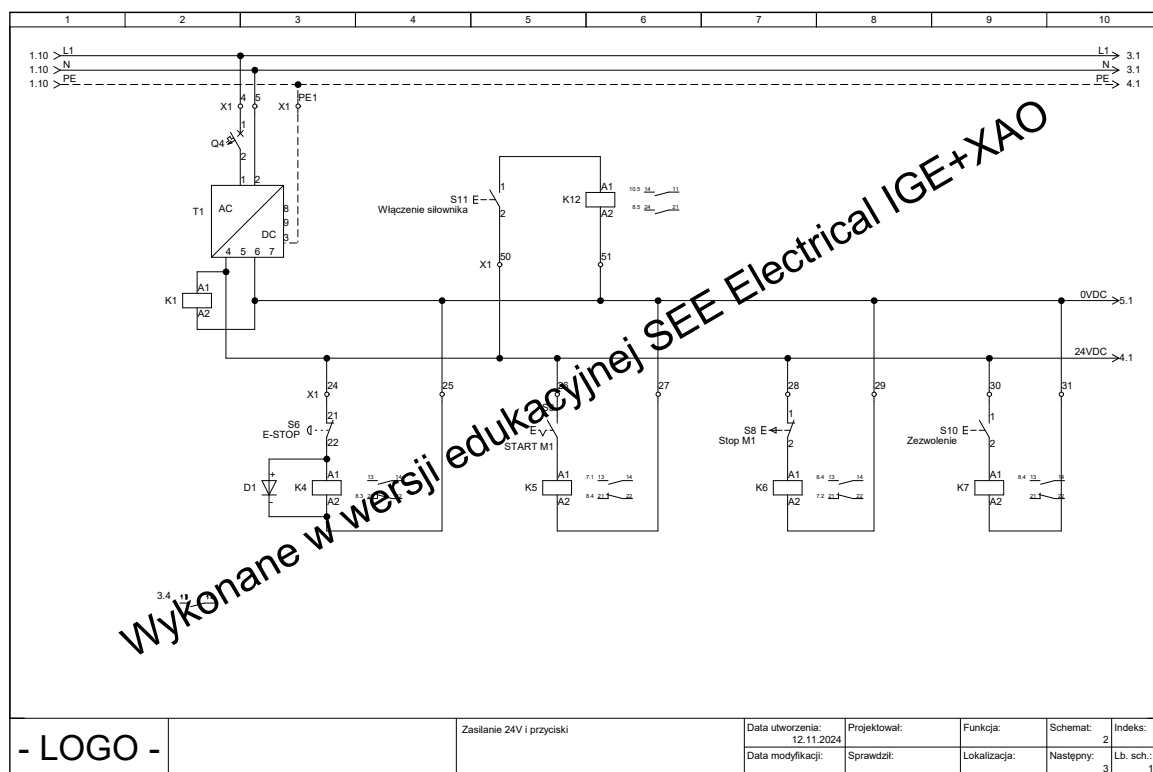 1 2 3 4 5 6 7 8 9 10
1.10 L1 L1 3.1
1.10 N N 3.1
1.10 PE PE 4.1
4 5 PE1
X1 X1
1
Q4
2
1 2
T1 AC 8
9
DC 3
4 5 6 7
A1
K1
A2
1
S11 E
Włączenie siłownika
2
A1
K12
A2
10.5 14 11
8.5 24 21
50 51
X1
0VDC 5.1
24VDC 4.1
24 25 27 28 29 30 31
X1
21
S6
E-STOP
22
E
START M1
1
S8 E
Stop M1
2
1
S10 E
Zezwolenie
2
+
D1
-
A1
K4
A2
13 14
8.3
A1
K5
A2
7.1 13 14
8.4 21 22
A1
K6
A2
8.4 13 14
7.2 21 22
A1
K7
A2
8.4 13 14
21 22
3.4
Wykonane w wersji edukacyjnej SEE Electrical IGE+XAO
- LOGO -
Zasilanie 24V i przyciski
Data utworzenia: Projektował: Funkcja: Schemat: Indeks:
12.11.2024 2
Data modyfikacji: Sprawdził: Lokalizacja: Następny: Lb. sch.:
3 1